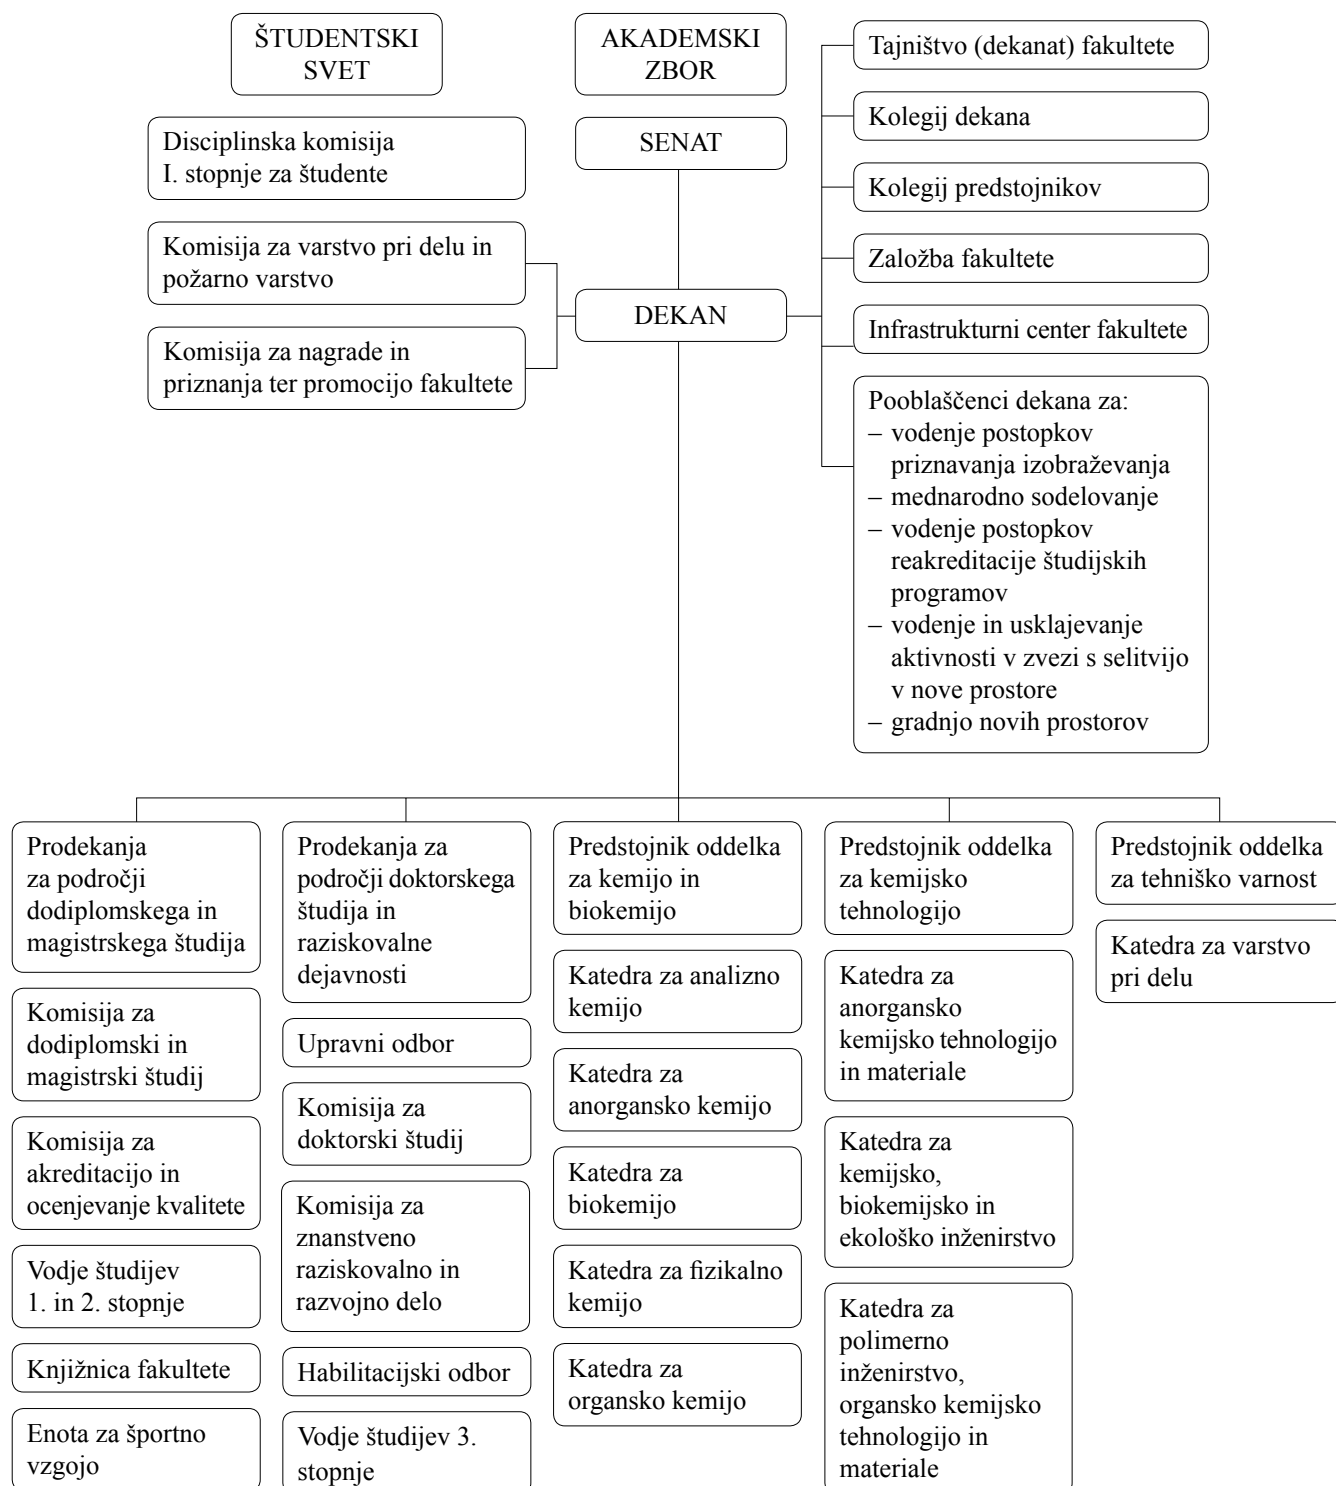 ŠTUDENTSKI
SVET
AKADEMSKI
ZBOR
Tajništvo (dekanat) fakultete
Disciplinska komisija
I. stopnje za študente
SENAT
Kolegij dekana
Kolegij predstojnikov
Komisija za varstvo pri delu in
požarno varstvo
Založba fakultete
DEKAN
Infrastrukturni center fakultete
Komisija za nagrade in
priznanja ter promocijo fakultete
Pooblaščenci dekana za:
– vodenje postopkov
priznavanja izobraževanja
– mednarodno sodelovanje
– vodenje postopkov
reakreditacije študijskih
programov
– vodenje in usklajevanje
aktivnosti v zvezi s selitvijo
v nove prostore
– gradnjo novih prostorov
Prodekanja
za področji
dodiplomskega in
magistrskega študija
Komisija za
dodiplomski in
magistrski študij
Komisija za
akreditacijo in
ocenjevanje kvalitete
Vodje študijev
1. in 2. stopnje
Knjižnica fakultete
Enota za športno
vzgojo
Prodekanja za
področji doktorskega
študija in
raziskovalne
dejavnosti
Upravni odbor
Komisija za
doktorski študij
Komisija za
znanstveno
raziskovalno in
razvojno delo
Habilitacijski odbor
Vodje študijev 3.
stopnje
Predstojnik oddelka
za kemijo in
biokemijo
Katedra za analizno
kemijo
Katedra za
anorgansko kemijo
Katedra za
biokemijo
Katedra za fizikalno
kemijo
Katedra za
organsko kemijo
Predstojnik oddelka
za kemijsko
tehnologijo
Katedra za
anorgansko
kemijsko tehnologijo
in materiale
Katedra za
kemijsko,
biokemijsko in
ekološko inženirstvo
Katedra za
polimerno
inženirstvo,
organsko kemijsko
tehnologijo in
materiale
Predstojnik oddelka
za tehniško varnost
Katedra za varstvo
pri delu